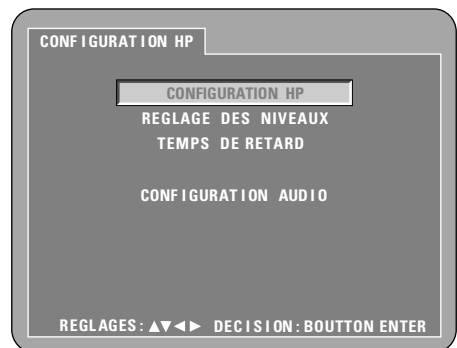 CONFIGURATION HP
CONFIGURATION HP
REGLAGE DES NIVEAUX
TEMPS DE RETARD
CONFIGURATION AUDIO
REGLAGES: ▲▼◄► DECISION: BOUTTON ENTER